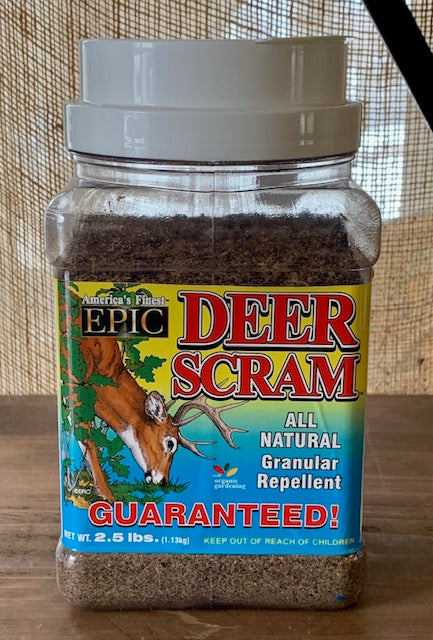 America's Finest
EPIC
DEER
SCRAM
ALL
NATURAL
Granular
Repellent
for
organic
gardening
GUARANTEED!
NET WT. 2.5 lbs. (1.13kg)
KEEP OUT OF REACH OF CHILDREN